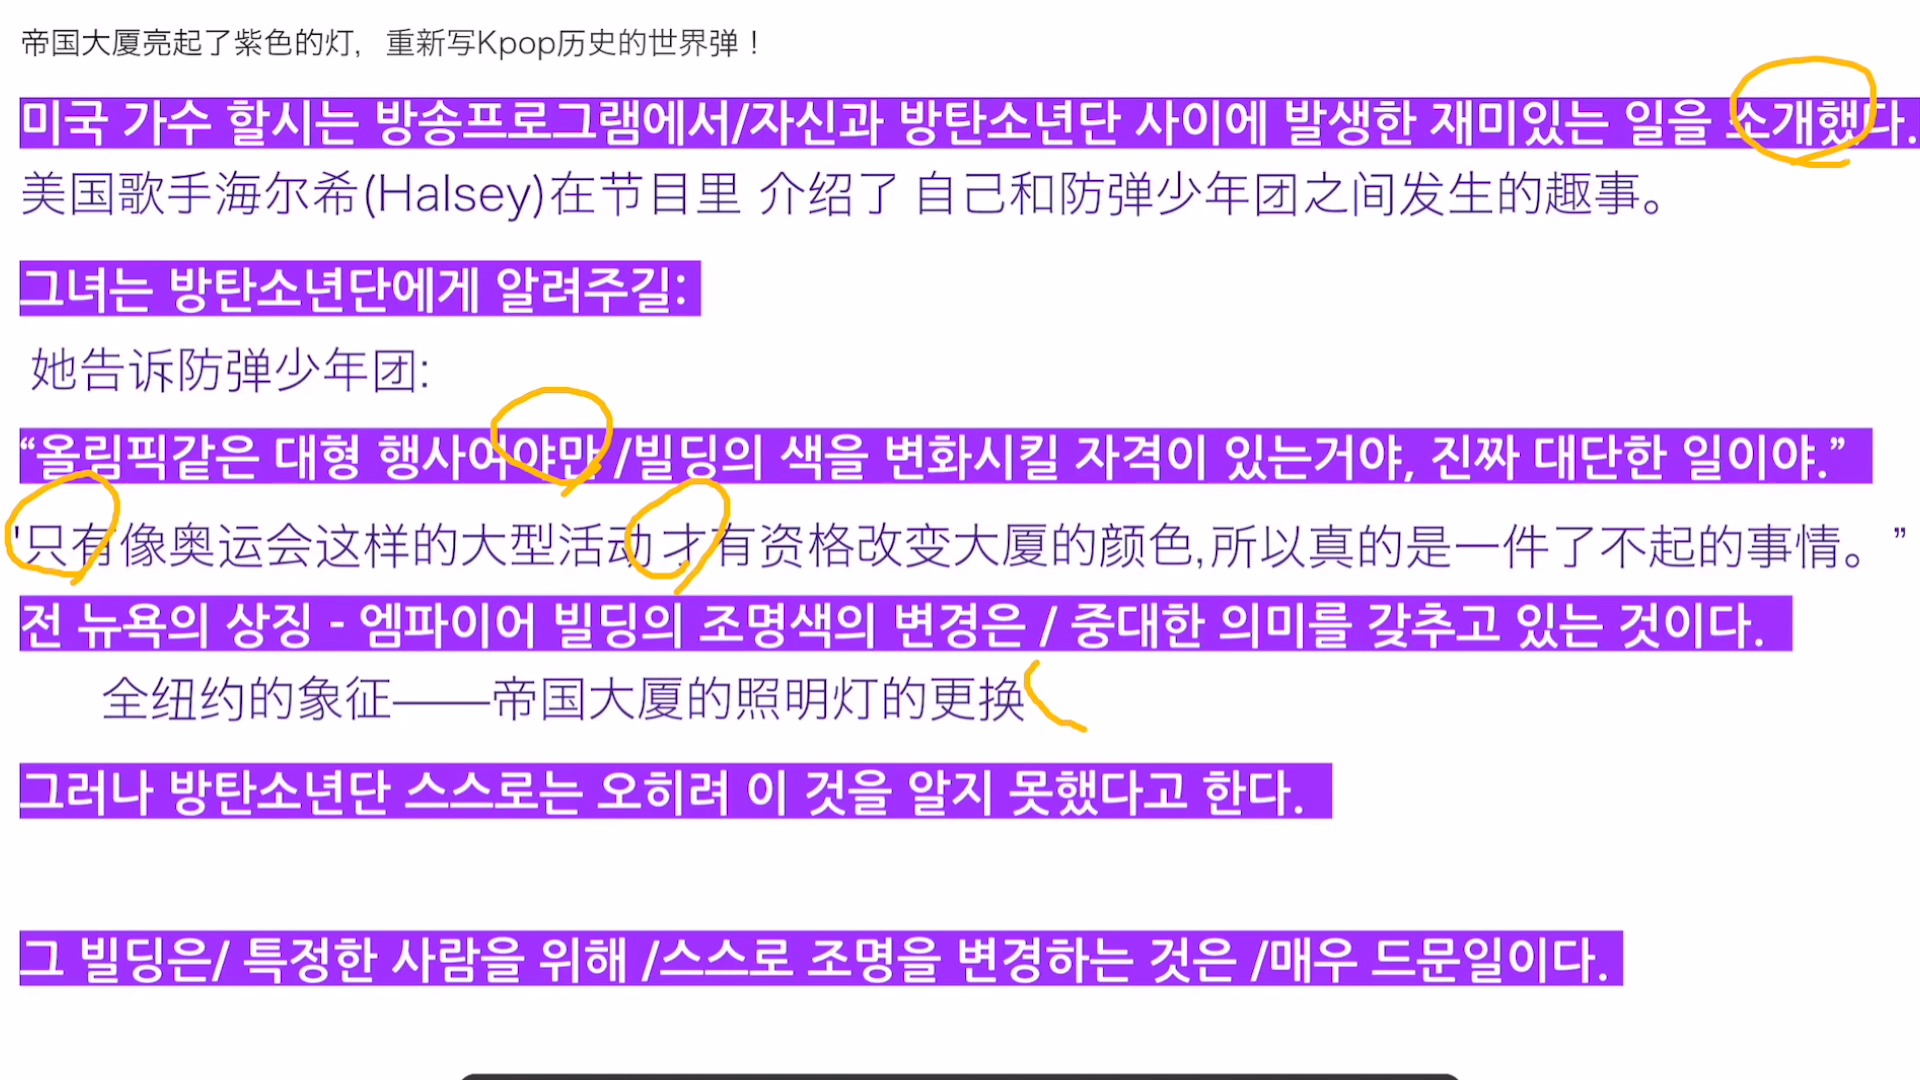 帝国大厦亮起了紫色的灯，重新写Kpop历史的世界弹！
미국 가수 할시는 방송프로그램에서/자신과 방탄소년단 사이에 발생한 재미있는 일을 소개했다.
美国歌手海尔希(Halsey)在节目里 介绍了 自己和防弹少年团之间发生的趣事。
그녀는 방탄소년단에게 알려주길:
她告诉防弹少年团:
“올림픽같은 대형 행사여야만 /빌딩의 색을 변화시킬 자격이 있는거야, 진짜 대단한 일이야.”
'只有像奥运会这样的大型活动 才有资格改变大厦的颜色,所以真的是一件了不起的事情。”
전 뉴욕의 상징 - 엠파이어 빌딩의 조명색의 변경은 / 중대한 의미를 갖추고 있는 것이다.
全纽约的象征——帝国大厦的照明灯的更换
그러나 방탄소년단 스스로는 오히려 이 것을 알지 못했다고 한다.
그 빌딩은/ 특정한 사람을 위해 /스스로 조명을 변경하는 것은 /매우 드문일이다.